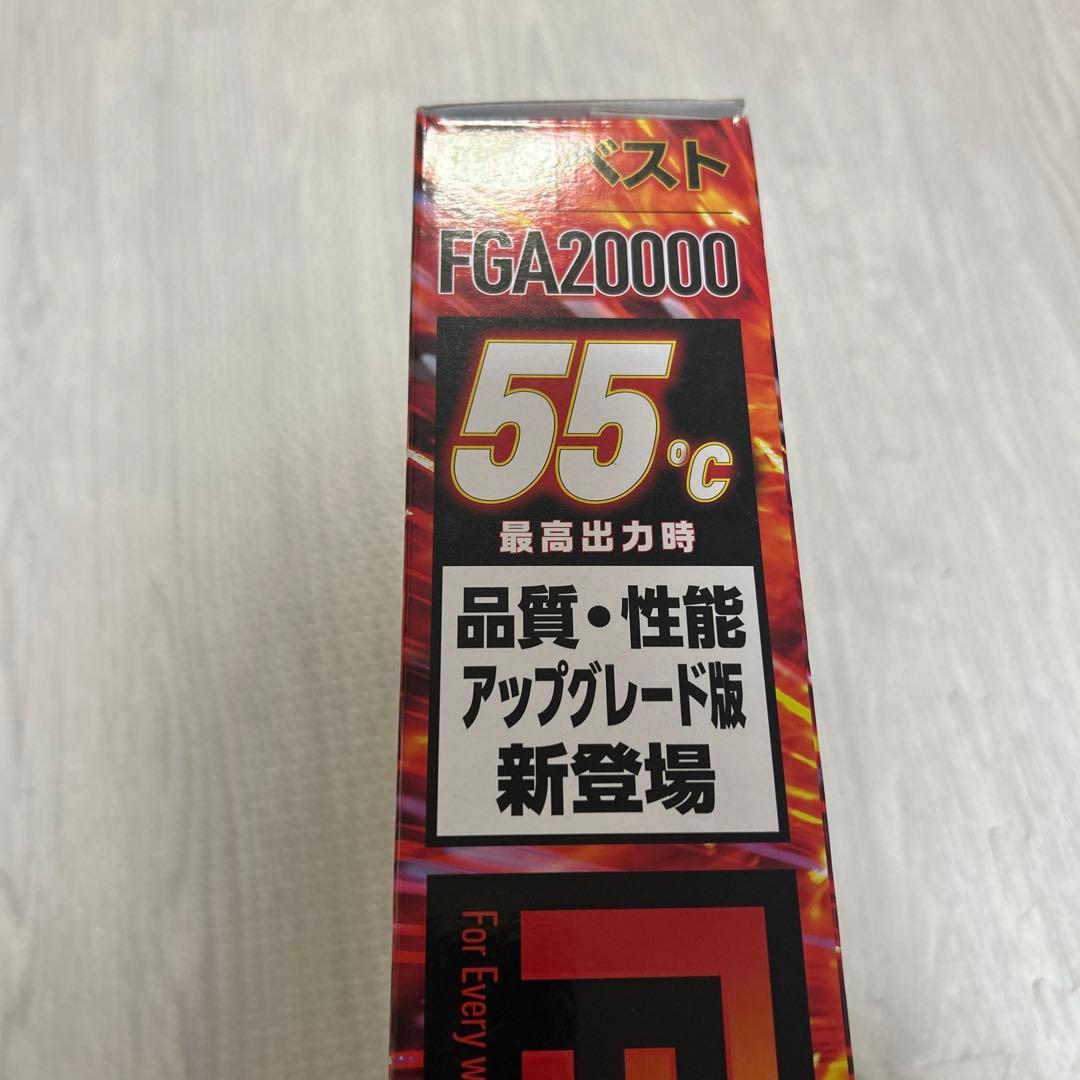 ベスト
FGA20000
55℃
最高出力時
品質・性能
アップグレード版
新登場
For Every